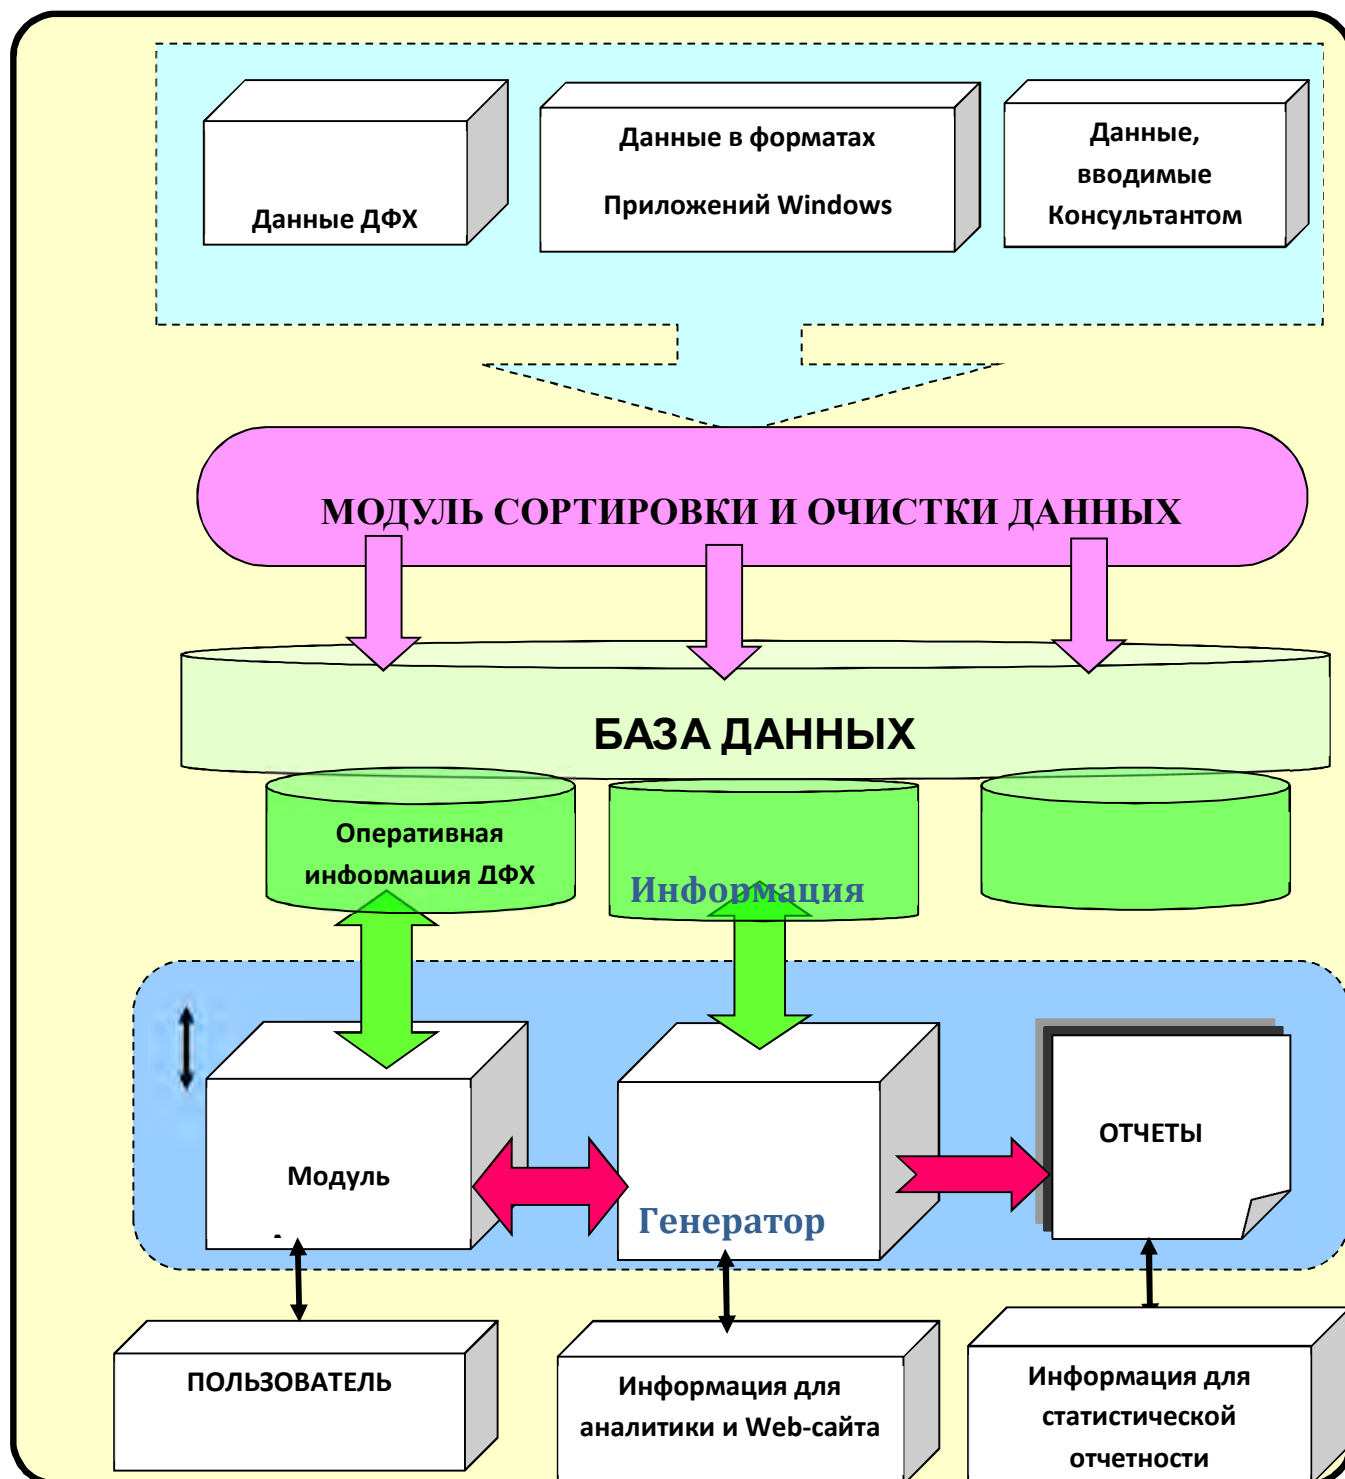 Данные ДФХ
Данные в форматах
Приложений Windows
Данные,
вводимые
Консультантом
МОДУЛЬ СОРТИРОВКИ И ОЧИСТКИ ДАННЫХ
БАЗА ДАННЫХ
Оперативная
информация ДФХ
Информация
Модуль
Генератор
ОТЧЕТЫ
ПОЛЬЗОВАТЕЛЬ
Информация для
аналитики и Web-сайта
Информация для
статистической
отчетности